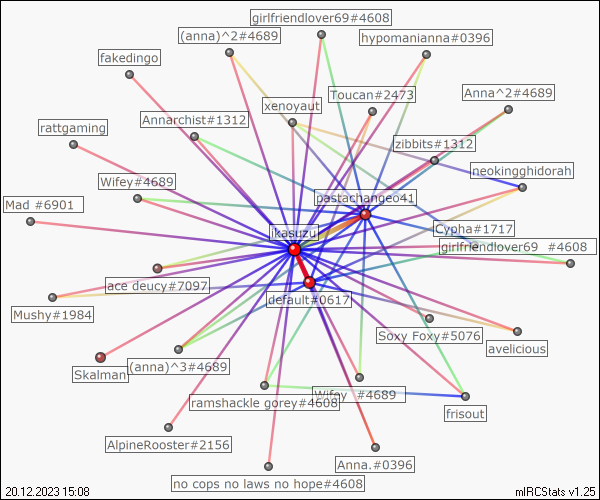 girlfriendlover69#4608
(anna)^2#4689
hypomanianna#0396
fakedingo
Toucan#2473
Anna^2#4689
xenoyaut
Annarchist#1312
rattgaming
zibbits#1312
neokingghidorah
Wifey#4689
pastachangeo41
Mad #6901
ikasuzu
Cypha#1717
girlfriendlover69 #4608
ace deucy#7097
default#0617
Mushy#1984
Soxy Foxy#5076
avelicious
Skalman
(anna)^3#4689
ramshackle gorey#4608
Wifey #4689
frisout
AlpineRooster#2156
Anna.#0396
no cops no laws no hope#4608
20.12.2023 15:08
mIRCStats v1.25